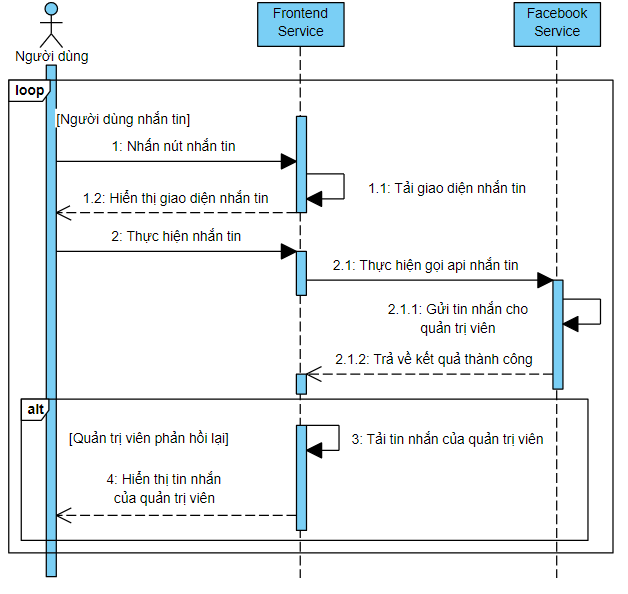 Người dùng
Frontend
Service
Facebook
Service
loop
[Người dùng nhắn tin]
1: Nhấn nút nhắn tin
1.1: Tải giao diện nhắn tin
1.2: Hiển thị giao diện nhắn tin
2: Thực hiện nhắn tin
2.1: Thực hiện gọi api nhắn tin
2.1.1: Gửi tin nhắn cho
quản trị viên
2.1.2: Trả về kết quả thành công
alt
[Quản trị viên phản hồi lại]
3: Tải tin nhắn của quản trị viên
4: Hiển thị tin nhắn
của quản trị viên